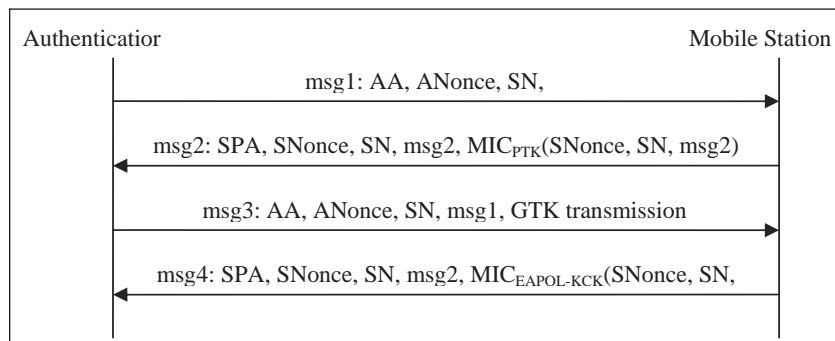 Authenticatior
Mobile Station
msg1: AA, ANonce, SN,
msg2: SPA, SNonce, SN, msg2, MICPTK(SNonce, SN, msg2)
msg3: AA, ANonce, SN, msg1, GTK transmission
msg4: SPA, SNonce, SN, msg2, MICEAPOL-KCK(SNonce, SN,